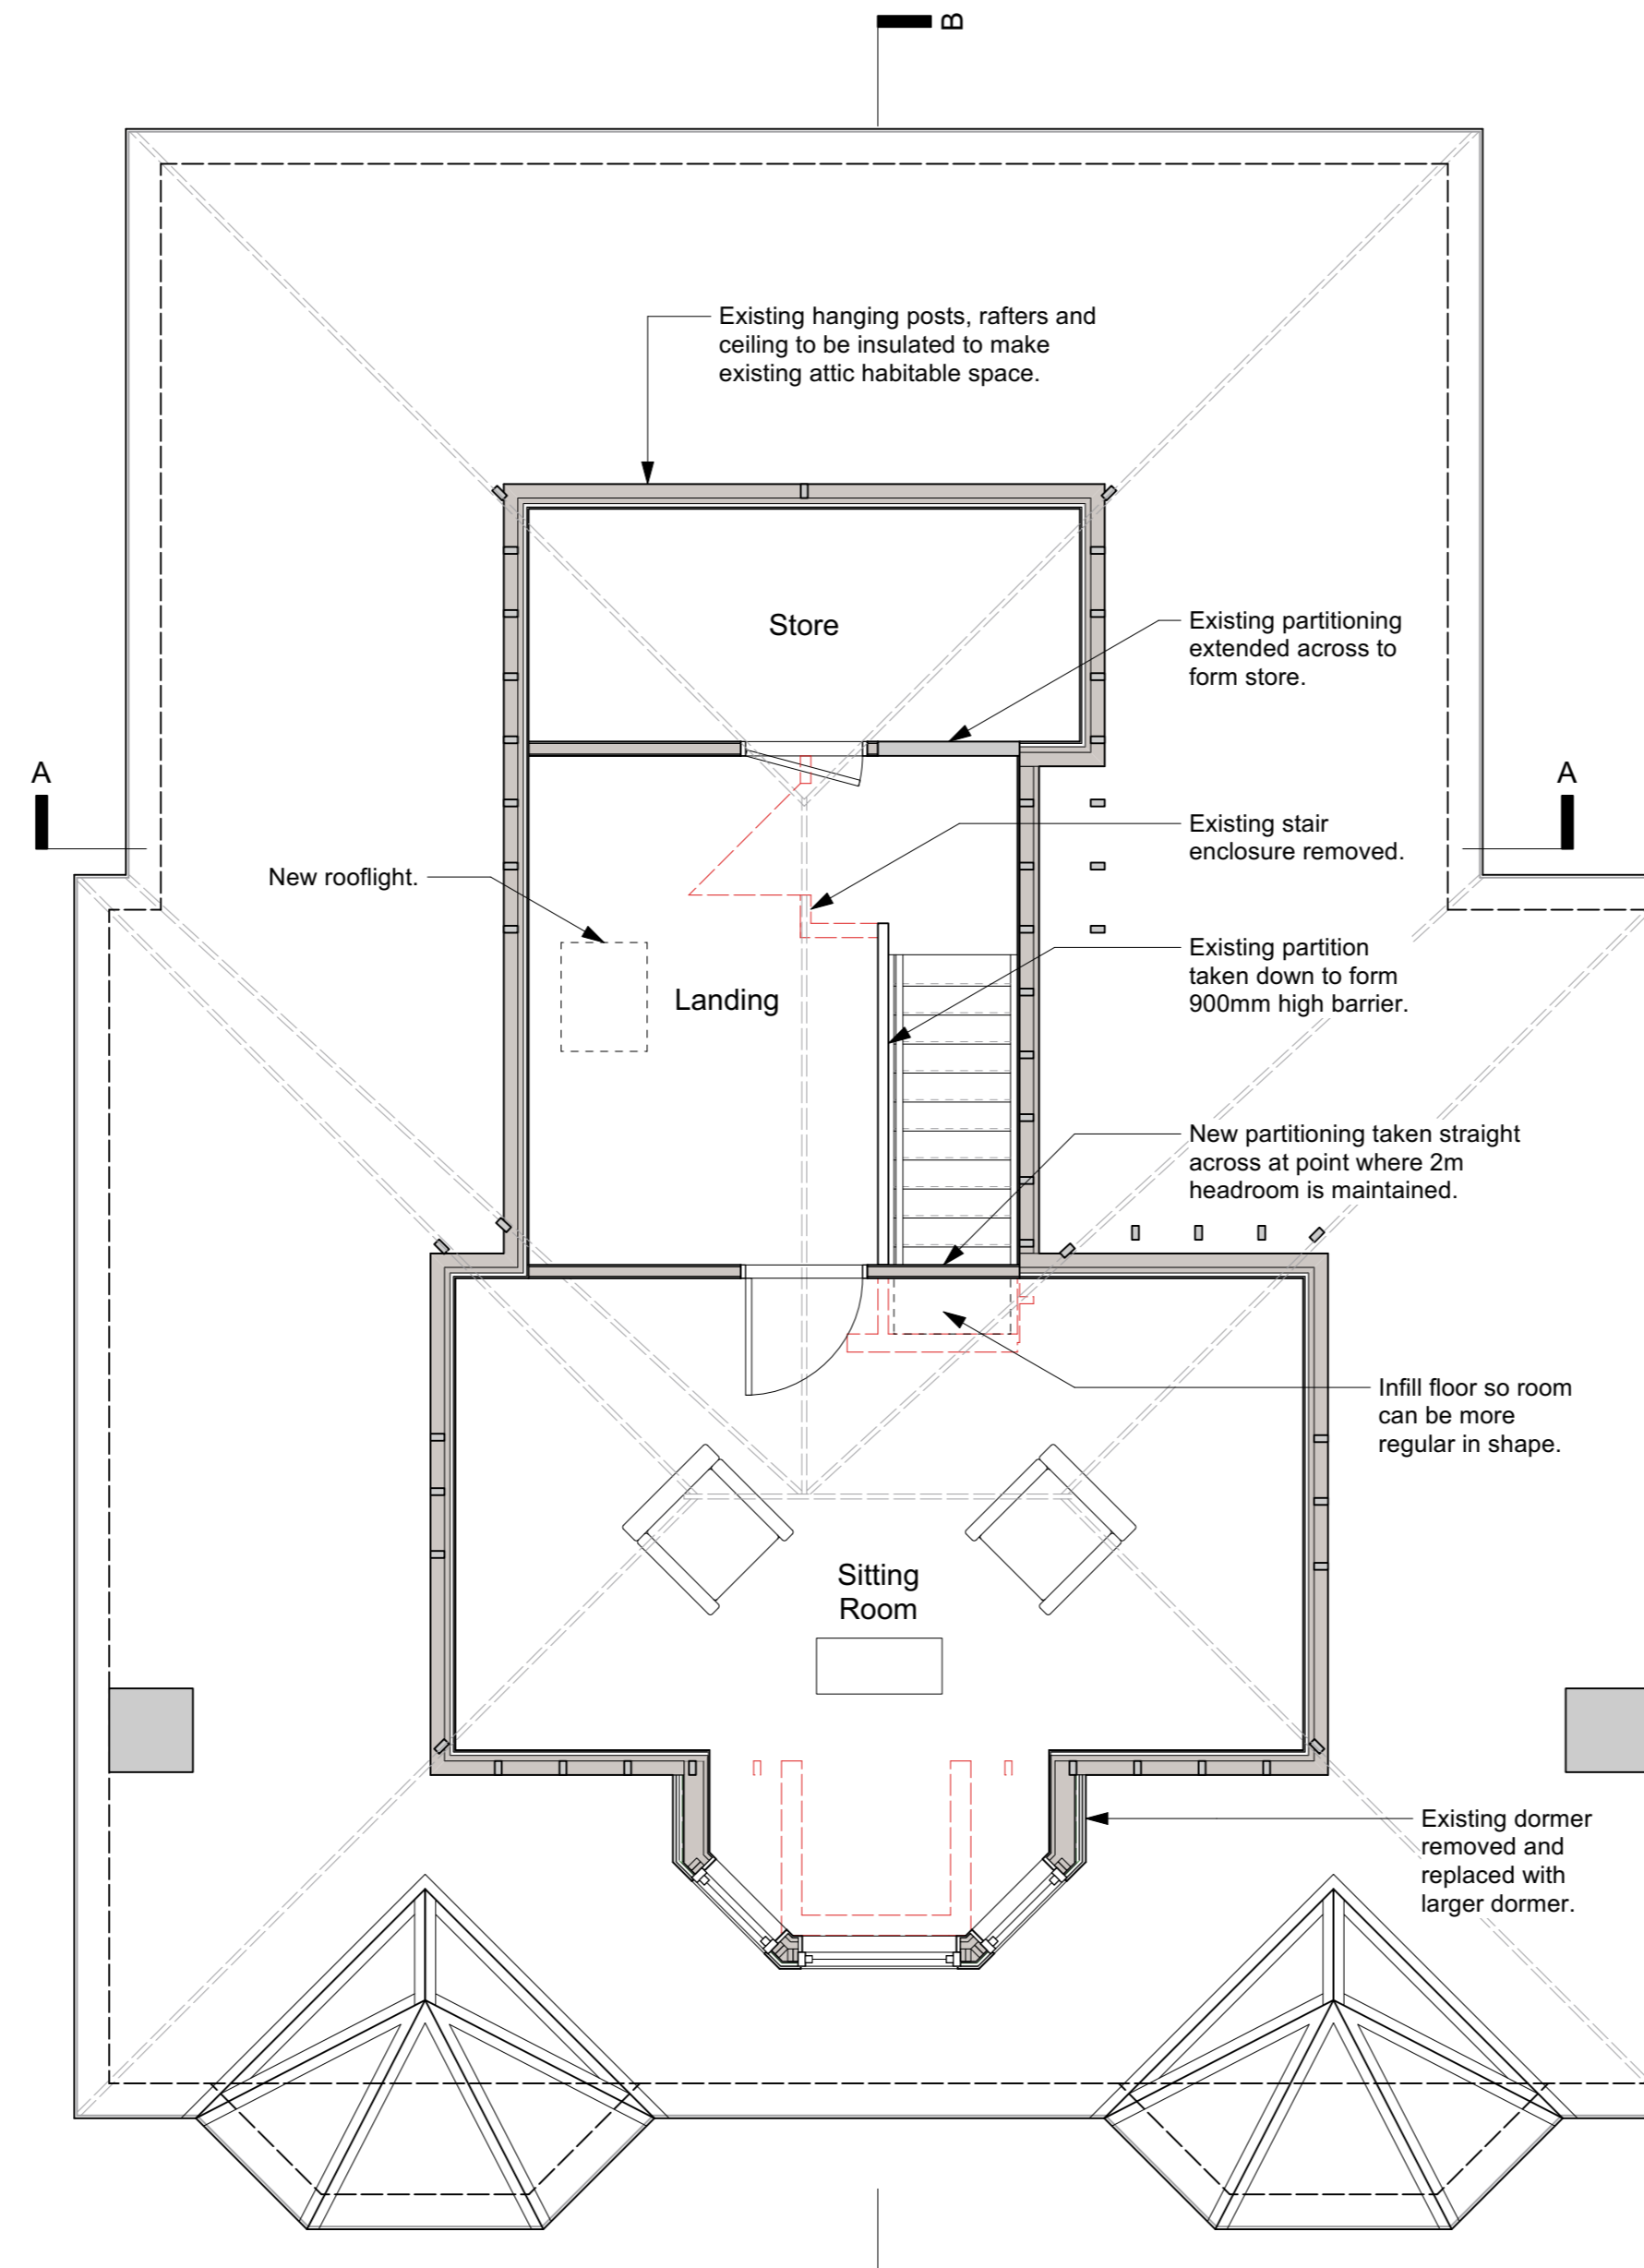 B
Existing hanging posts, rafters and
ceiling to be insulated to make
existing attic habitable space.
Store
Existing partitioning
extended across to
form store.
A
A
Existing stair
enclosure removed.
New rooflight.
Existing partition
taken down to form
900mm high barrier.
Landing
New partitioning taken straight
across at point where 2m
headroom is maintained.
Infill floor so room
can be more
regular in shape.
Sitting
Room
Existing dormer
removed and
replaced with
larger dormer.